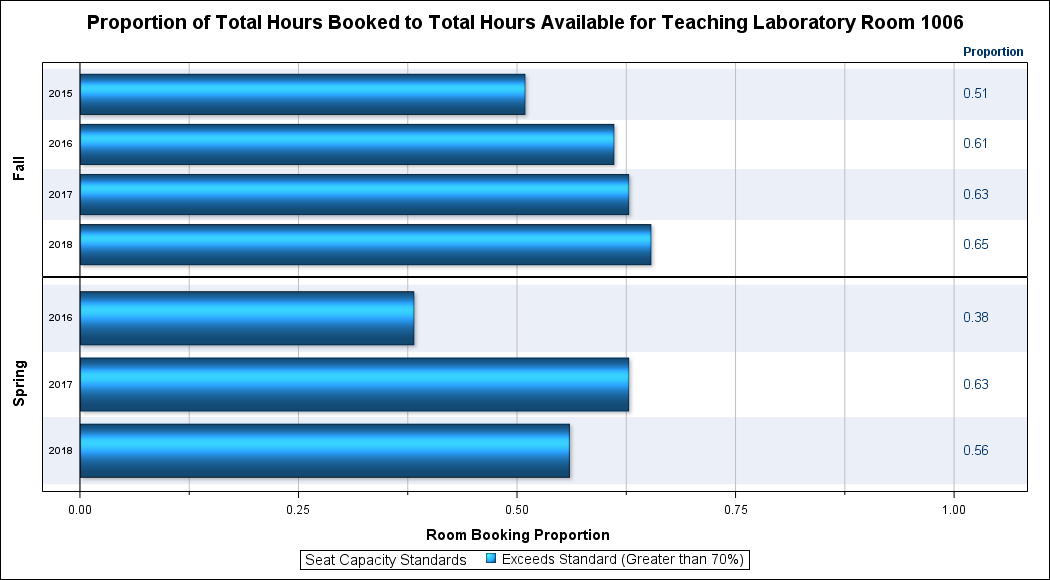 Proportion of Total Hours Booked to Total Hours Available for Teaching Laboratory Room 1006
Proportion
Fall
2015 0.51
2016 0.61
2017 0.63
2018 0.65
Spring
2016 0.38
2017 0.63
2018 0.56
0.00 0.25 0.50 0.75 1.00
Room Booking Proportion
Seat Capacity Standards Exceeds Standard (Greater than 70%)